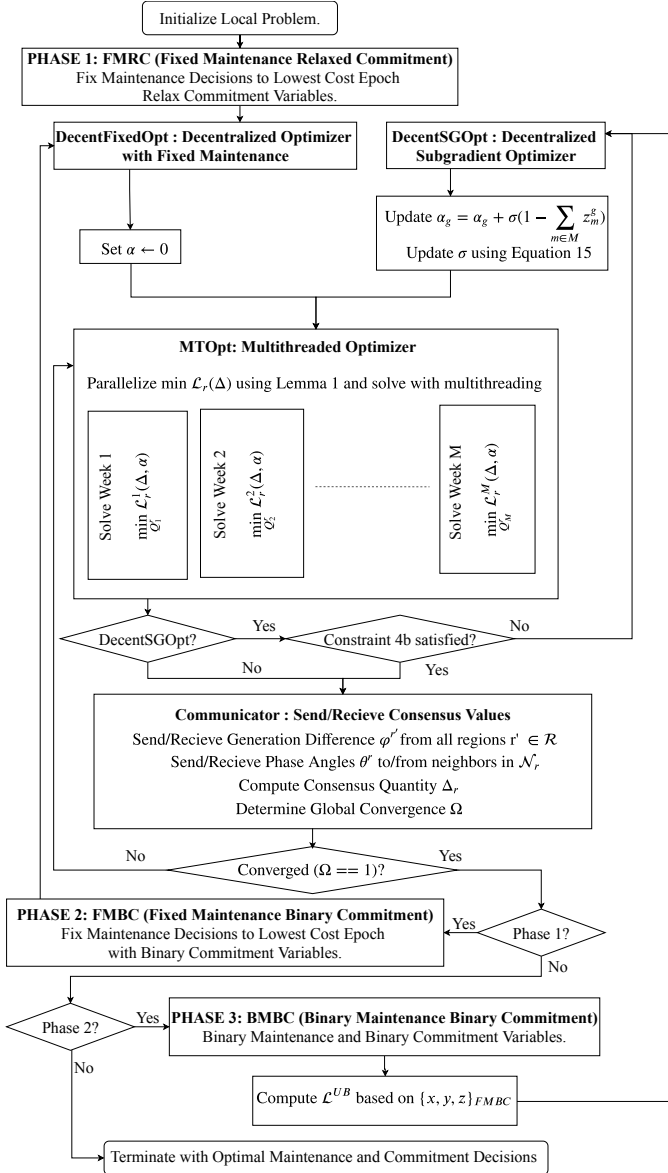 Initialize Local Problem.
PHASE 1: FMRC (Fixed Maintenance Relaxed Commitment)
Fix Maintenance Decisions to Lowest Cost Epoch
Relax Commitment Variables.
DecentFixedOpt : Decentralized Optimizer
with Fixed Maintenance
DecentSGOpt : Decentralized
Subgradient Optimizer
Set α ← 0
Update α_g = α_g + σ(1 − ∑_{m∈M} z_m^g)
Update σ using Equation 15
MTOpt: Multithreaded Optimizer
Parallelize min ℒ_r(Δ) using Lemma 1 and solve with multithreading
Solve Week 1
min_{Q_1^r} ℒ_r^1(Δ, α)
Solve Week 2
min_{Q_2^r} ℒ_r^2(Δ, α)
Solve Week M
min_{Q_M^r} ℒ_r^M(Δ, α)
DecentSGOpt?
Yes
Constraint 4b satisfied?
No
No
Yes
Communicator : Send/Recieve Consensus Values
Send/Recieve Generation Difference φ^{r'} from all regions r' ∈ ℛ
Send/Recieve Phase Angles θ^r to/from neighbors in 𝒩_r
Compute Consensus Quantity Δ_r
Determine Global Convergence Ω
No
Converged (Ω == 1)?
Yes
PHASE 2: FMBC (Fixed Maintenance Binary Commitment)
Fix Maintenance Decisions to Lowest Cost Epoch
with Binary Commitment Variables.
Yes
Phase 1?
No
Phase 2?
Yes
PHASE 3: BMBC (Binary Maintenance Binary Commitment)
Binary Maintenance and Binary Commitment Variables.
No
Compute ℒ^{UB} based on {x, y, z}_{FMBC}
Terminate with Optimal Maintenance and Commitment Decisions